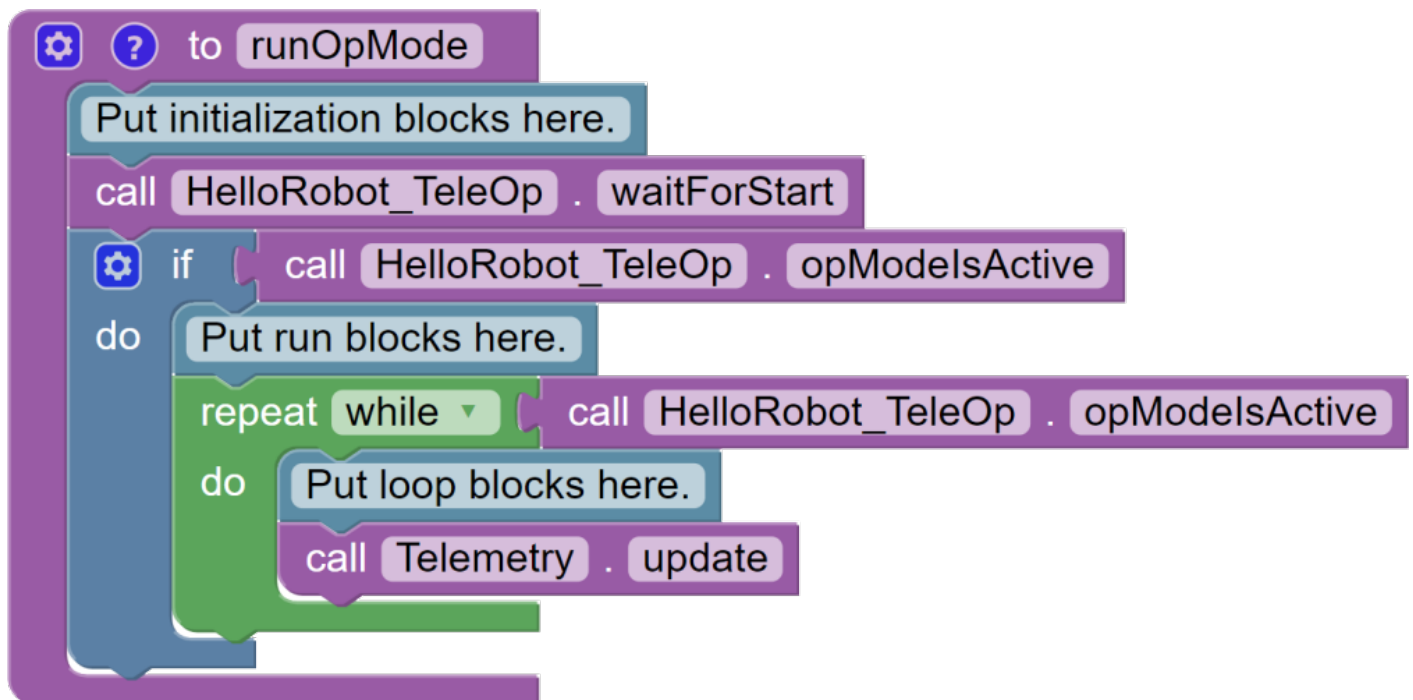 ? to runOpMode
Put initialization blocks here.
call HelloRobot_TeleOp . waitForStart
if call HelloRobot_TeleOp . opModeIsActive
do Put run blocks here.
repeat while call HelloRobot_TeleOp . opModeIsActive
do Put loop blocks here.
call Telemetry . update